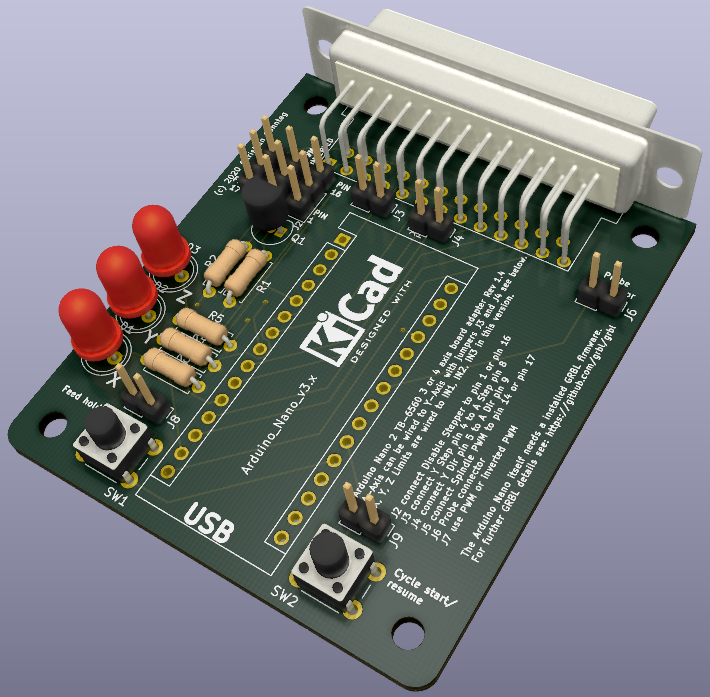 (c) 2020
PIN
16
PIN
J3
J4
Q1
R1
J6
Probe
KiCad
DESIGNED WITH
Arduino_Nano_v3.x
USB
Z
Y
X
Feed
J8
SW1
J9
SW2
Cycle start/
resume
Arduino Nano 2 TB-6560 3 or 4 axis board adapter Rev 1.4
Axis can be wired to Y-Axis with jumpers J3 and J4 see below.
Y, Z Limits are wired to IN1, IN2, IN3 in this version.
J2 connect Disable Stepper to pin 1 or pin 16
J3 connect Y Step pin 4 to A Step pin 8
J4 connect Y Dir pin 5 to A Dir pin 9
J5 connect Spindle PWM to pin 14 or pin 17
J6 Probe connector
J7 use PWM or inverted PWM
The Arduino Nano itself needs a installed GRBL firmware.
For further GRBL details see: https://github.com/grbl/grbl